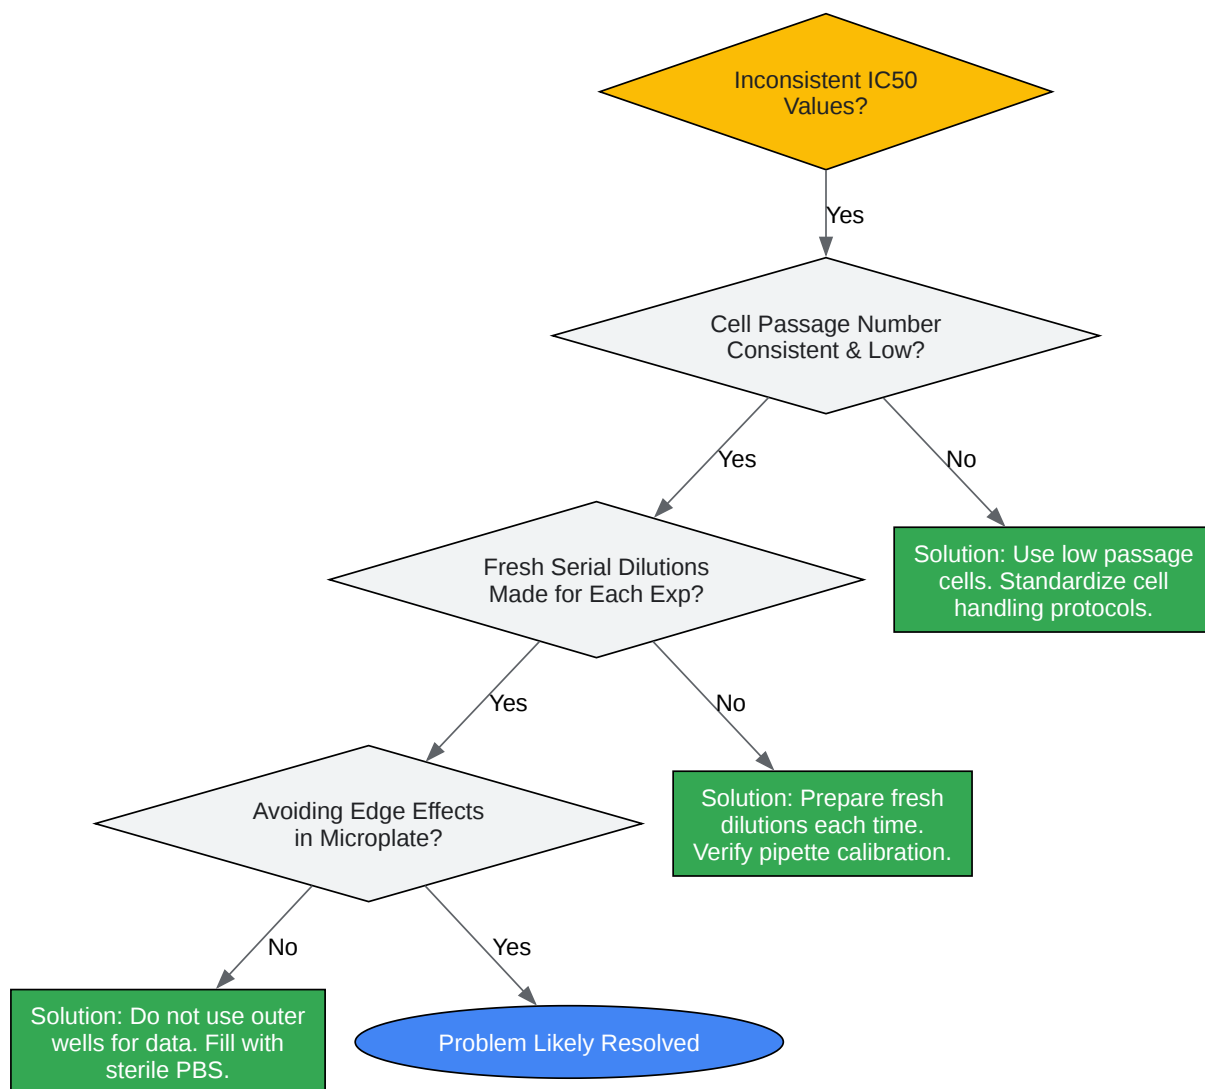 Inconsistent IC50
Values?
Yes
Cell Passage Number
Consistent & Low?
Yes
No
Fresh Serial Dilutions
Made for Each Exp?
Solution: Use low passage
cells. Standardize cell
handling protocols.
Yes
No
Avoiding Edge Effects
in Microplate?
Solution: Prepare fresh
dilutions each time.
Verify pipette calibration.
No
Yes
Solution: Do not use outer
wells for data. Fill with
sterile PBS.
Problem Likely Resolved